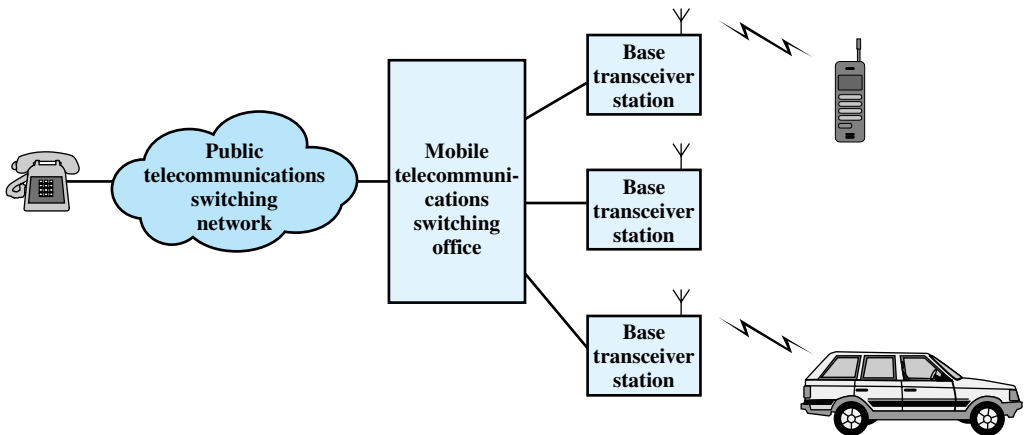 Public
telecommunications
switching
network
Mobile
telecommuni-
cations
switching
office
Base
transceiver
station
Base
transceiver
station
Base
transceiver
station